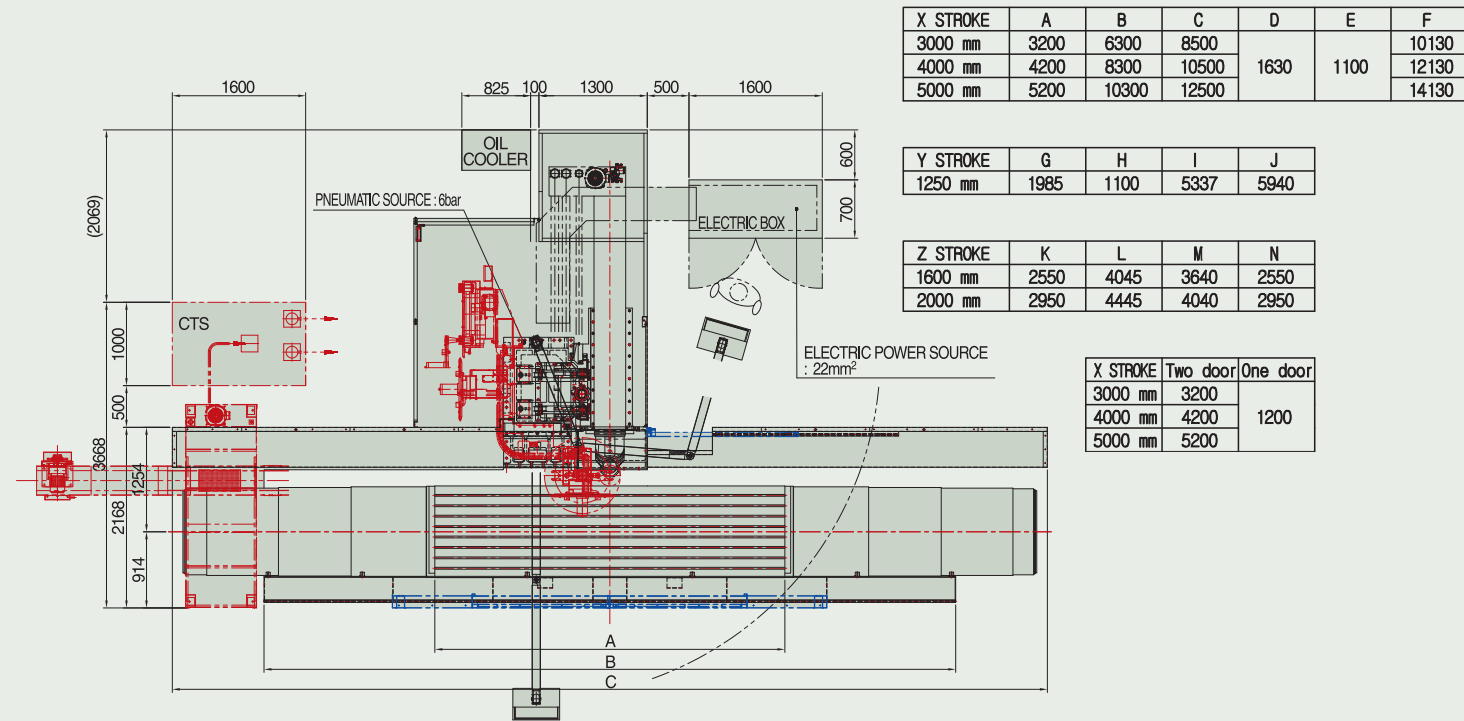 X STROKE A B C D E F
3000 mm 3200 6300 8500 1630 1100 10130
4000 mm 4200 8300 10500 12130
5000 mm 5200 10300 12500 14130
Y STROKE G H I J
1250 mm 1985 1100 5337 5940
Z STROKE K L M N
1600 mm 2550 4045 3640 2550
2000 mm 2950 4445 4040 2950
X STROKE Two door One door
3000 mm 3200 1200
4000 mm 4200
5000 mm 5200
1600 825 100 1300 500 1600
OIL
COOLER
600
700
(2069)
PNEUMATIC SOURCE : 6bar
ELECTRIC BOX
CTS
1000
ELECTRIC POWER SOURCE
: 22mm²
500
3668
1254
2168
914
A
B
C